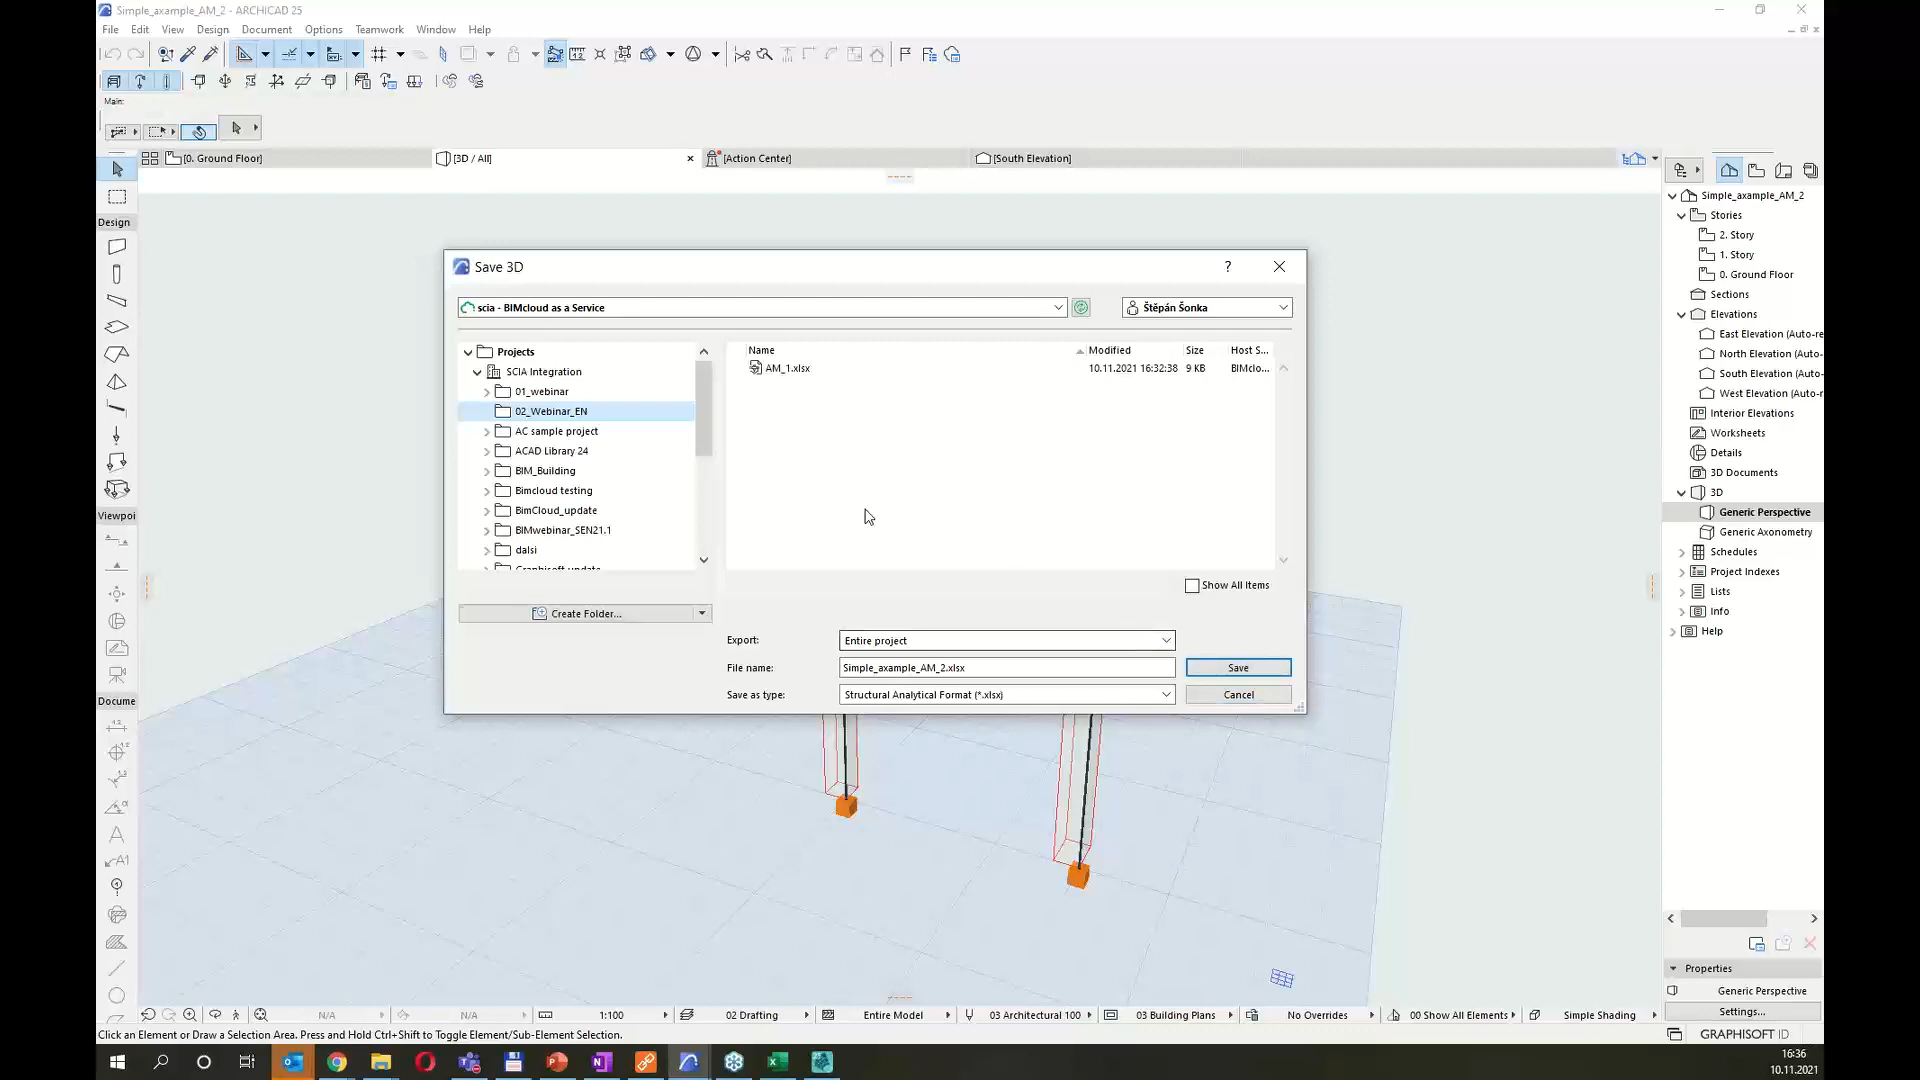 Simple_axample_AM_2 - ARCHICAD 25
File Edit View Design Document Options Teamwork Window Help
Main:
[0. Ground Floor] [3D / All] [Action Center] [South Elevation]
Design
Viewpoi
Docume
Save 3D
scia - BIMcloud as a Service
Štěpán Šonka
Projects
SCIA Integration
01_webinar
02_Webinar_EN
AC sample project
ACAD Library 24
BIM_Building
Bimcloud testing
BimCloud_update
BIMwebinar_SEN21.1
dalsi
Graphisoft update
Create Folder...
Name Modified Size Host S...
AM_1.xlsx 10.11.2021 16:32:38 9 KB BIMclo...
Show All Items
Export: Entire project
File name: Simple_axample_AM_2.xlsx Save
Save as type: Structural Analytical Format (*.xlsx) Cancel
Simple_axample_AM_2
Stories
2. Story
1. Story
0. Ground Floor
Sections
Elevations
East Elevation (Auto-re
North Elevation (Auto-
South Elevation (Auto-
West Elevation (Auto-r
Interior Elevations
Worksheets
Details
3D Documents
3D
Generic Perspective
Generic Axonometry
Schedules
Project Indexes
Lists
Info
Help
Properties
Generic Perspective
Settings...
N/A N/A 1:100 02 Drafting Entire Model 03 Architectural 100 03 Building Plans No Overrides 00 Show All Elements Simple Shading
Click an Element or Draw a Selection Area. Press and Hold Ctrl+Shift to Toggle Element/Sub-Element Selection.
GRAPHISOFT ID
16:36
10.11.2021